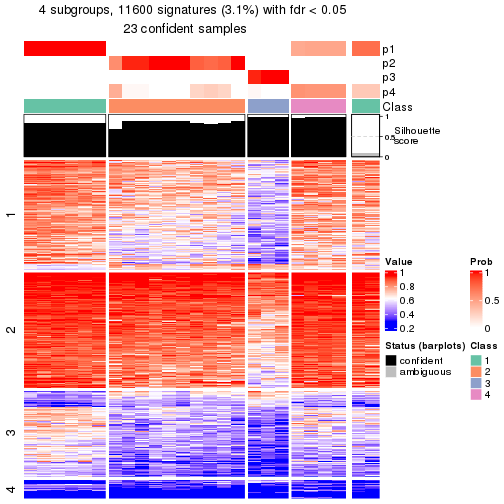 4 subgroups, 11600 signatures (3.1%) with fdr < 0.05
23 confident samples
p1
p2
p3
p4
Class
1
0.5
0
Silhouette
score
1
2
3
4
Value
1
0.8
0.6
0.4
0.2
Prob
1
0.5
0
Status (barplots)
confident
ambiguous
Class
1
2
3
4